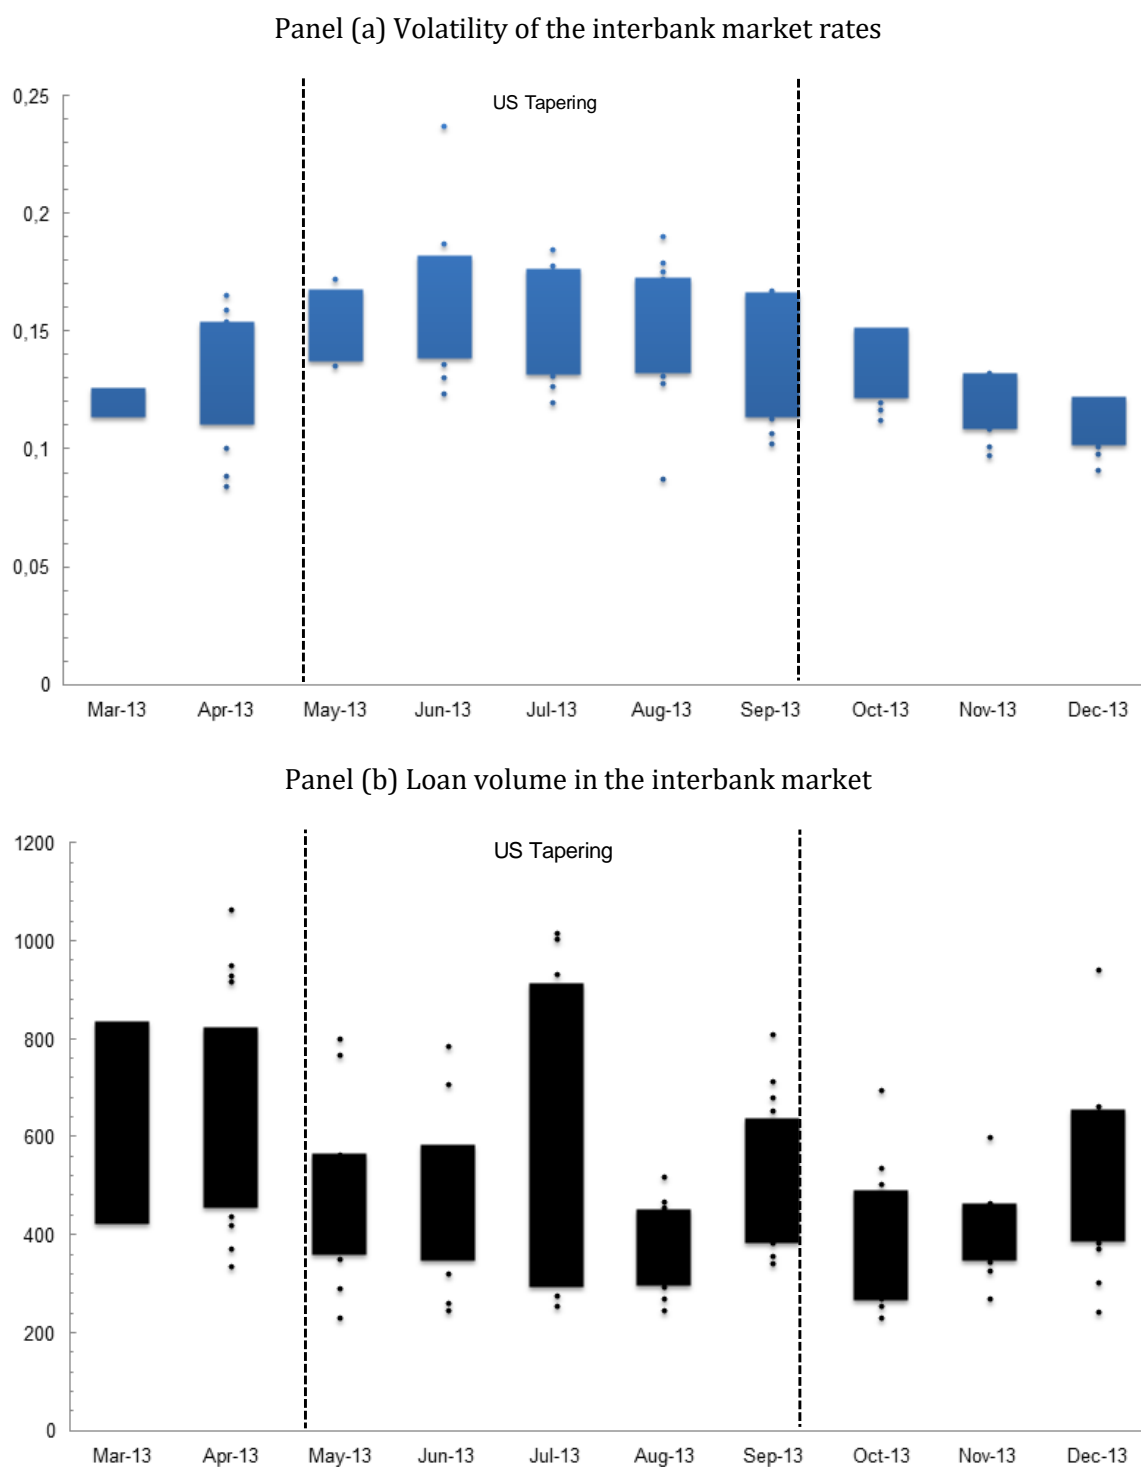 Panel (a) Volatility of the interbank market rates
US Tapering
0,25
0,2
0,15
0,1
0,05
0
Mar-13 Apr-13 May-13 Jun-13 Jul-13 Aug-13 Sep-13 Oct-13 Nov-13 Dec-13
Panel (b) Loan volume in the interbank market
US Tapering
1200
1000
800
600
400
200
0
Mar-13 Apr-13 May-13 Jun-13 Jul-13 Aug-13 Sep-13 Oct-13 Nov-13 Dec-13